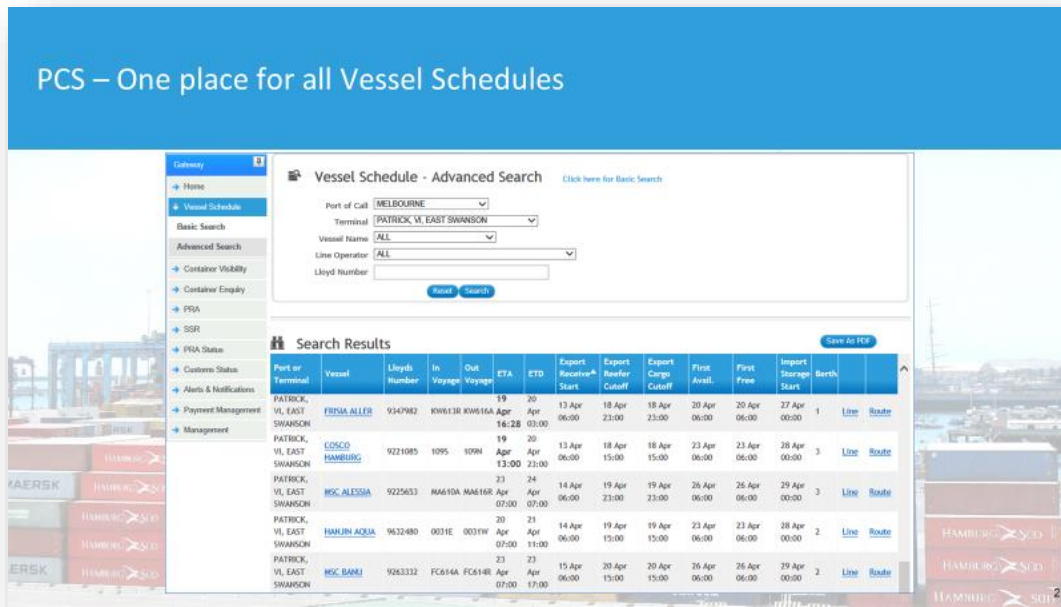 PCS – One place for all Vessel Schedules
Gateway
Home
Vessel Schedule
Basic Search
Advanced Search
Container Visibility
Container Enquiry
PRA
SSR
PRA Status
Customs Status
Alerts & Notifications
Payment Management
Management
Vessel Schedule - Advanced Search Click here for Basic Search
Port of Call MELBOURNE
Terminal PATRICK, VI, EAST SWANSON
Vessel Name ALL
Line Operator ALL
Lloyd Number
Reset Search
Search Results Save As PDF
Port or Terminal Vessel Lloyds Number In Voyage Out Voyage ETA ETD Export Receive Start Export Reefer Cutoff Export Cargo Cutoff First Avail. First Free Import Storage Start Berth
PATRICK, VI, EAST SWANSON FRISIA ALLER 9347982 KW613R KW616A 19 Apr 16:28 20 Apr 03:00 13 Apr 06:00 18 Apr 23:00 18 Apr 23:00 20 Apr 06:00 20 Apr 06:00 27 Apr 00:00 1 Line Route
PATRICK, VI, EAST SWANSON COSCO HAMBURG 9221085 109S 109N 19 Apr 13:00 20 Apr 23:00 13 Apr 06:00 18 Apr 15:00 18 Apr 15:00 23 Apr 06:00 23 Apr 06:00 28 Apr 00:00 3 Line Route
PATRICK, VI, EAST SWANSON MSC ALESSIA 9225653 MA610A MA616R 23 Apr 07:00 24 Apr 07:00 14 Apr 06:00 19 Apr 23:00 19 Apr 23:00 26 Apr 06:00 26 Apr 06:00 29 Apr 00:00 3 Line Route
PATRICK, VI, EAST SWANSON HANJIN AQUA 9632480 0031E 0031W 20 Apr 07:00 21 Apr 11:00 14 Apr 06:00 19 Apr 15:00 19 Apr 15:00 23 Apr 06:00 23 Apr 06:00 28 Apr 00:00 2 Line Route
PATRICK, VI, EAST SWANSON MSC BANU 9263332 FC614A FC614R 23 Apr 07:00 23 Apr 17:00 15 Apr 06:00 20 Apr 15:00 20 Apr 15:00 26 Apr 06:00 26 Apr 06:00 29 Apr 00:00 2 Line Route
MAERSK
HAMBURG SÜD
HAMBURG SÜD
HAMBURG SÜD
HAMBURG SÜD
HAMBURG SÜD
HAMBURG SÜD